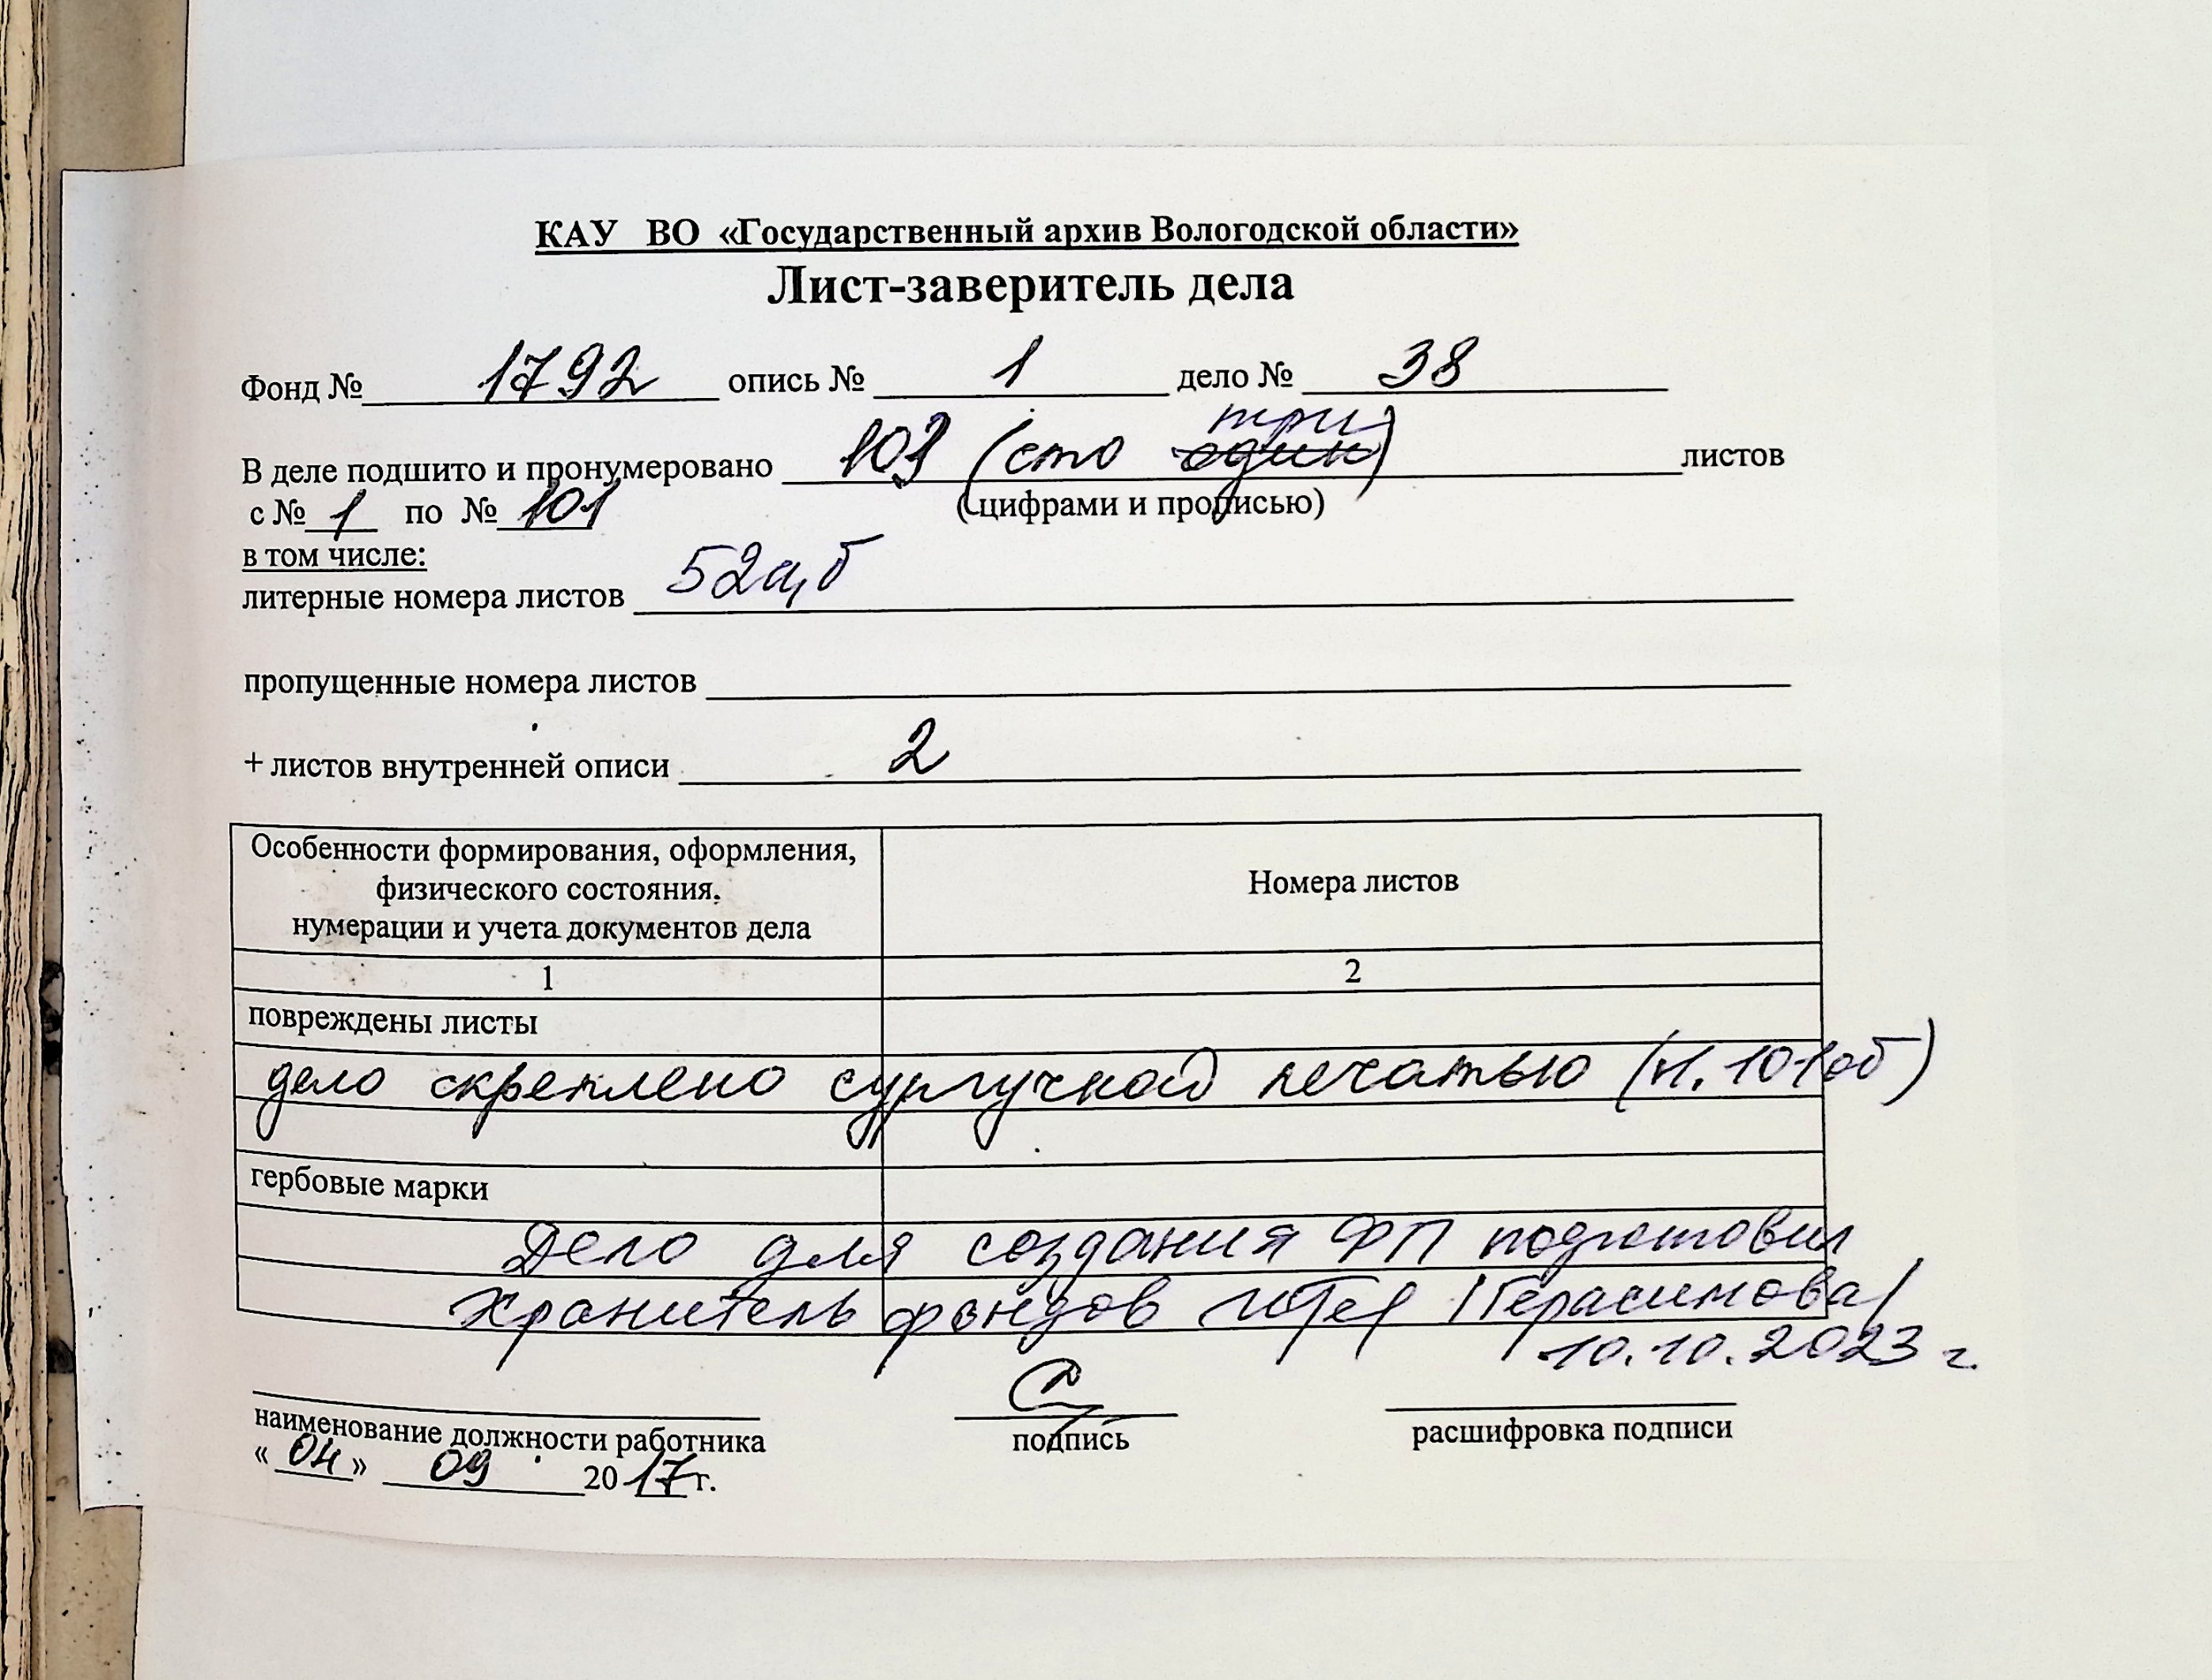 КАУ ВО «Государственный архив Вологодской области»
Лист-заверитель дела
Фонд № 1792 опись № 1 дело № 38
три
В деле подшито и пронумеровано 103 (сто один) листов
с № 1 по № 101 (цифрами и прописью)
в том числе:
литерные номера листов 52а,б
пропущенные номера листов
+ листов внутренней описи 2
Особенности формирования, оформления,
физического состояния,
нумерации и учета документов дела
Номера листов
1 2
повреждены листы
дело скреплено сургучной печатью (л. 101об)
гербовые марки
Дело для создания ФП подготовил
Хранитель фондов /Герасимова/
10.10.2023 г.
наименование должности работника подпись расшифровка подписи
«04» 09 2017г.